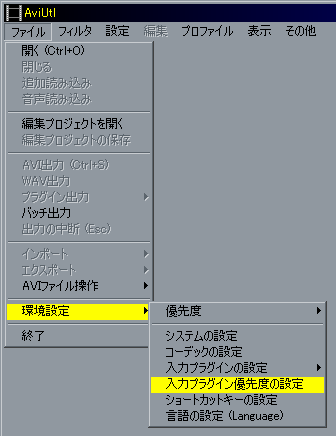 AviUtl
ファイル フィルタ 設定 編集 プロファイル 表示 その他
開く (Ctrl+O)
閉じる
追加読み込み
音声読み込み
編集プロジェクトを開く
編集プロジェクトの保存
AVI出力 (Ctrl+S)
WAV出力
プラグイン出力
バッチ出力
出力の中断 (Esc)
インポート
エクスポート
AVIファイル操作
環境設定
終了
優先度
システムの設定
コーデックの設定
入力プラグインの設定
入力プラグイン優先度の設定
ショートカットキーの設定
言語の設定 (Language)